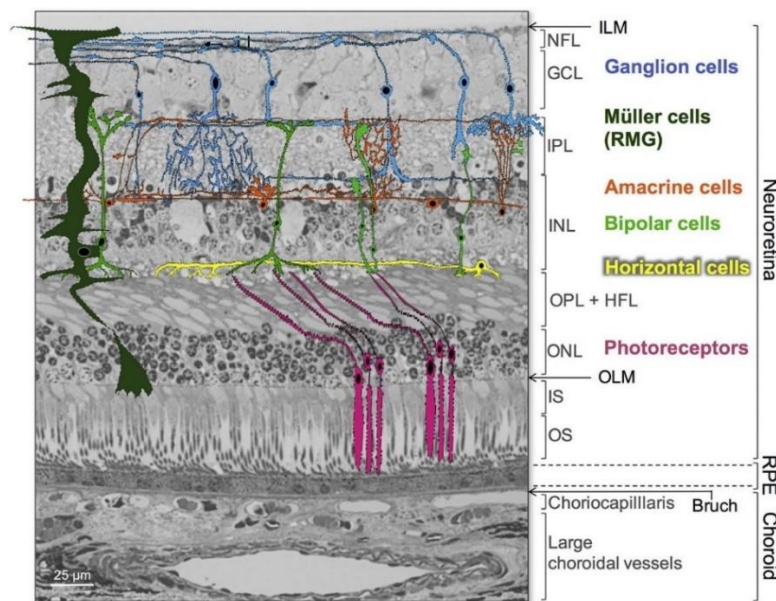 ILM
NFL
GCL
Ganglion cells
Müller cells
(RMG)
IPL
Amacrine cells
INL
Bipolar cells
Horizontal cells
OPL + HFL
ONL
Photoreceptors
OLM
IS
OS
Neuroretina
RPE
Choriocapilllaris
Bruch
Large
choroidal vessels
Choroid
25 µm